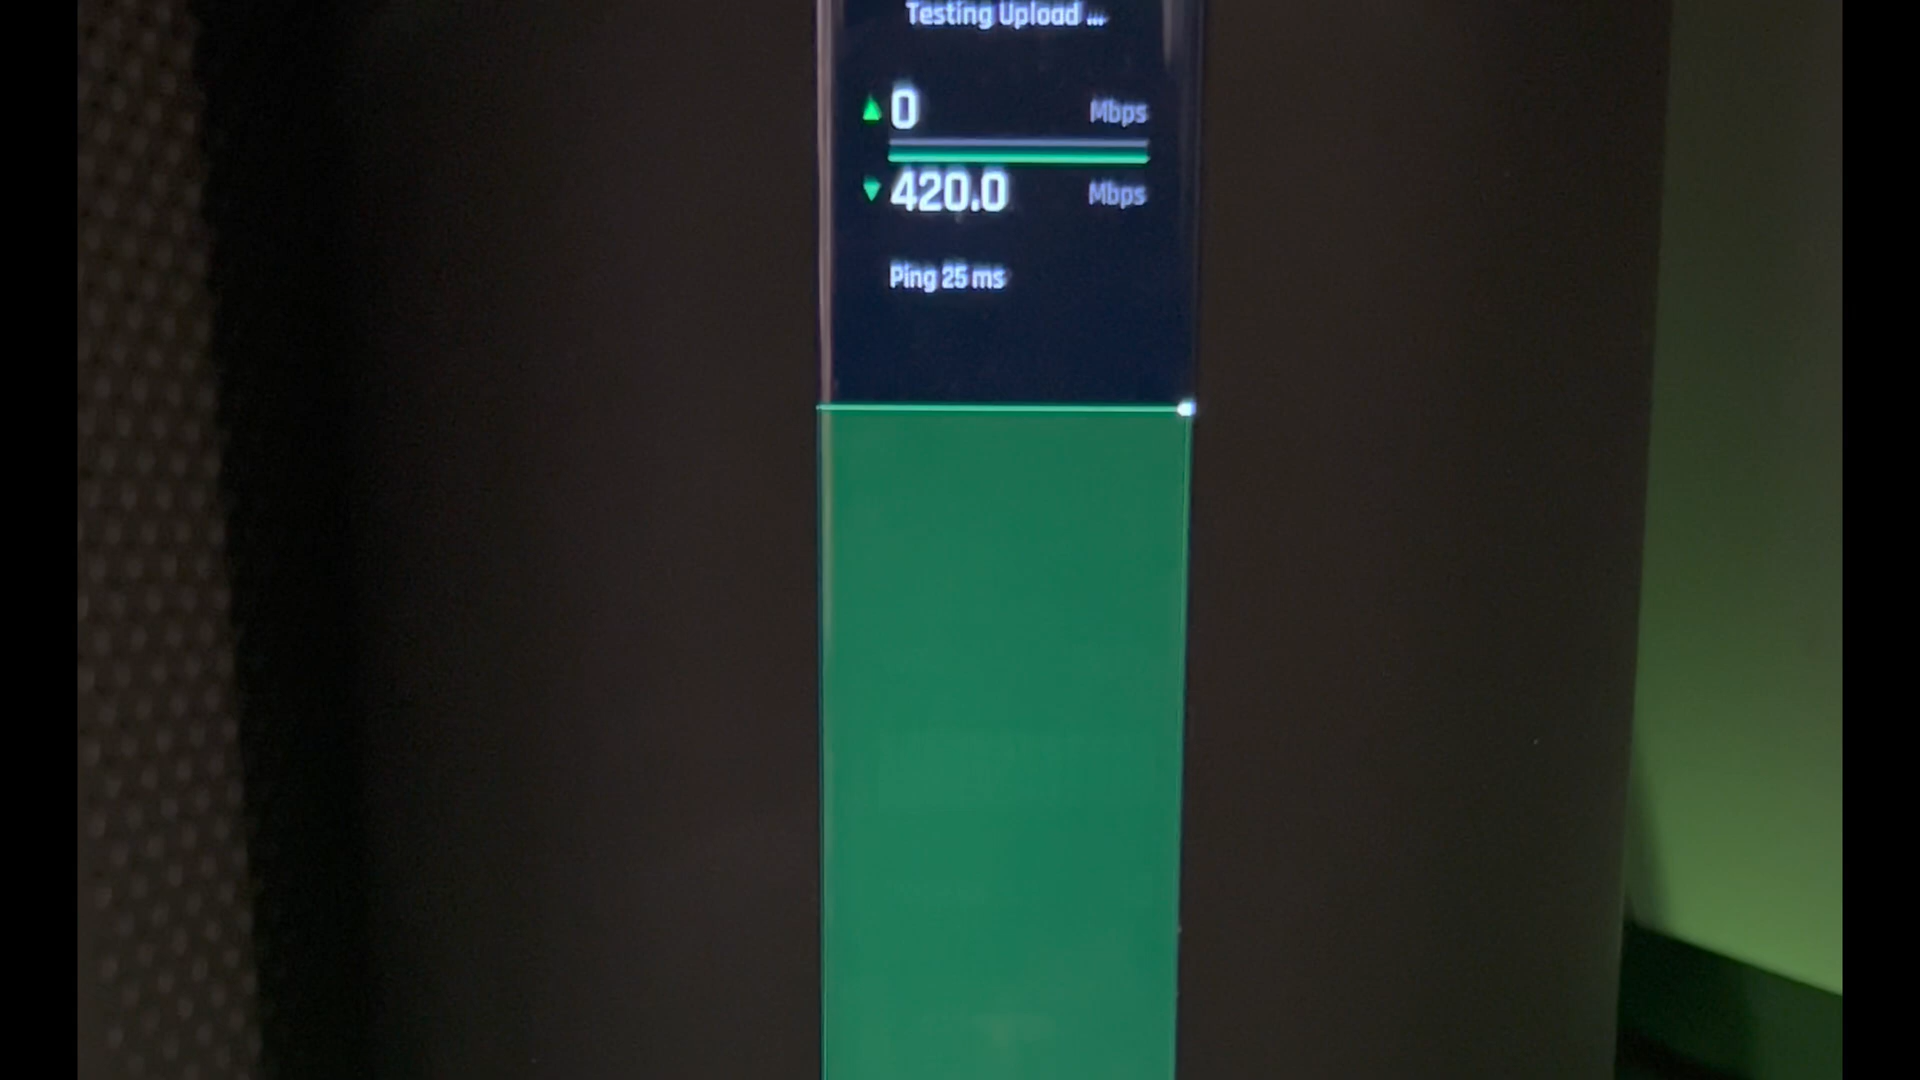 Testing Upload ...
▲ 0 Mbps
▼ 420.0 Mbps
Ping 25 ms